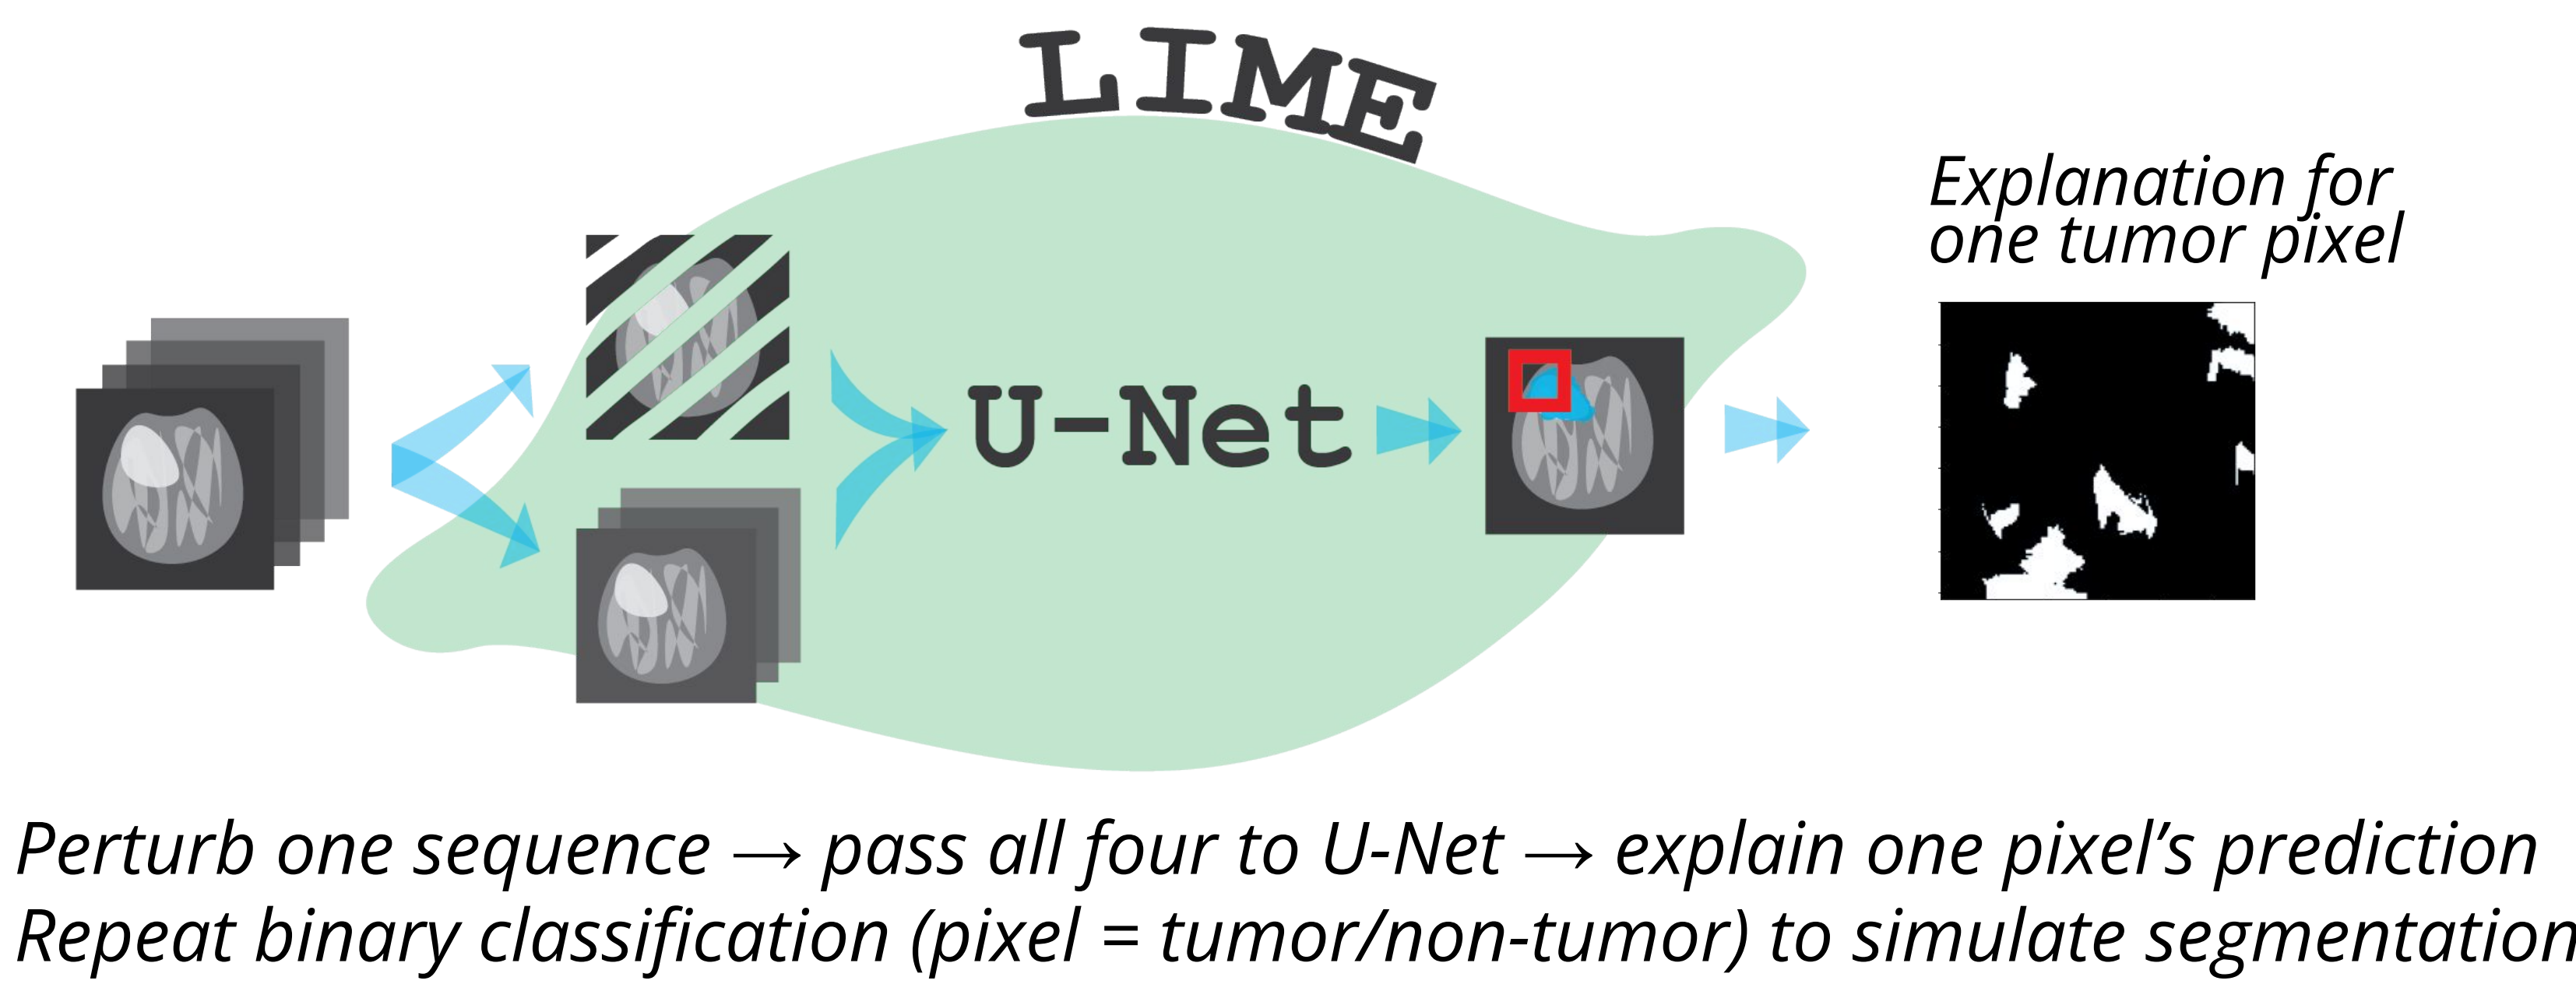 LIME
Explanation for
one tumor pixel
U-Net
Perturb one sequence → pass all four to U-Net → explain one pixel’s prediction
Repeat binary classification (pixel = tumor/non-tumor) to simulate segmentation